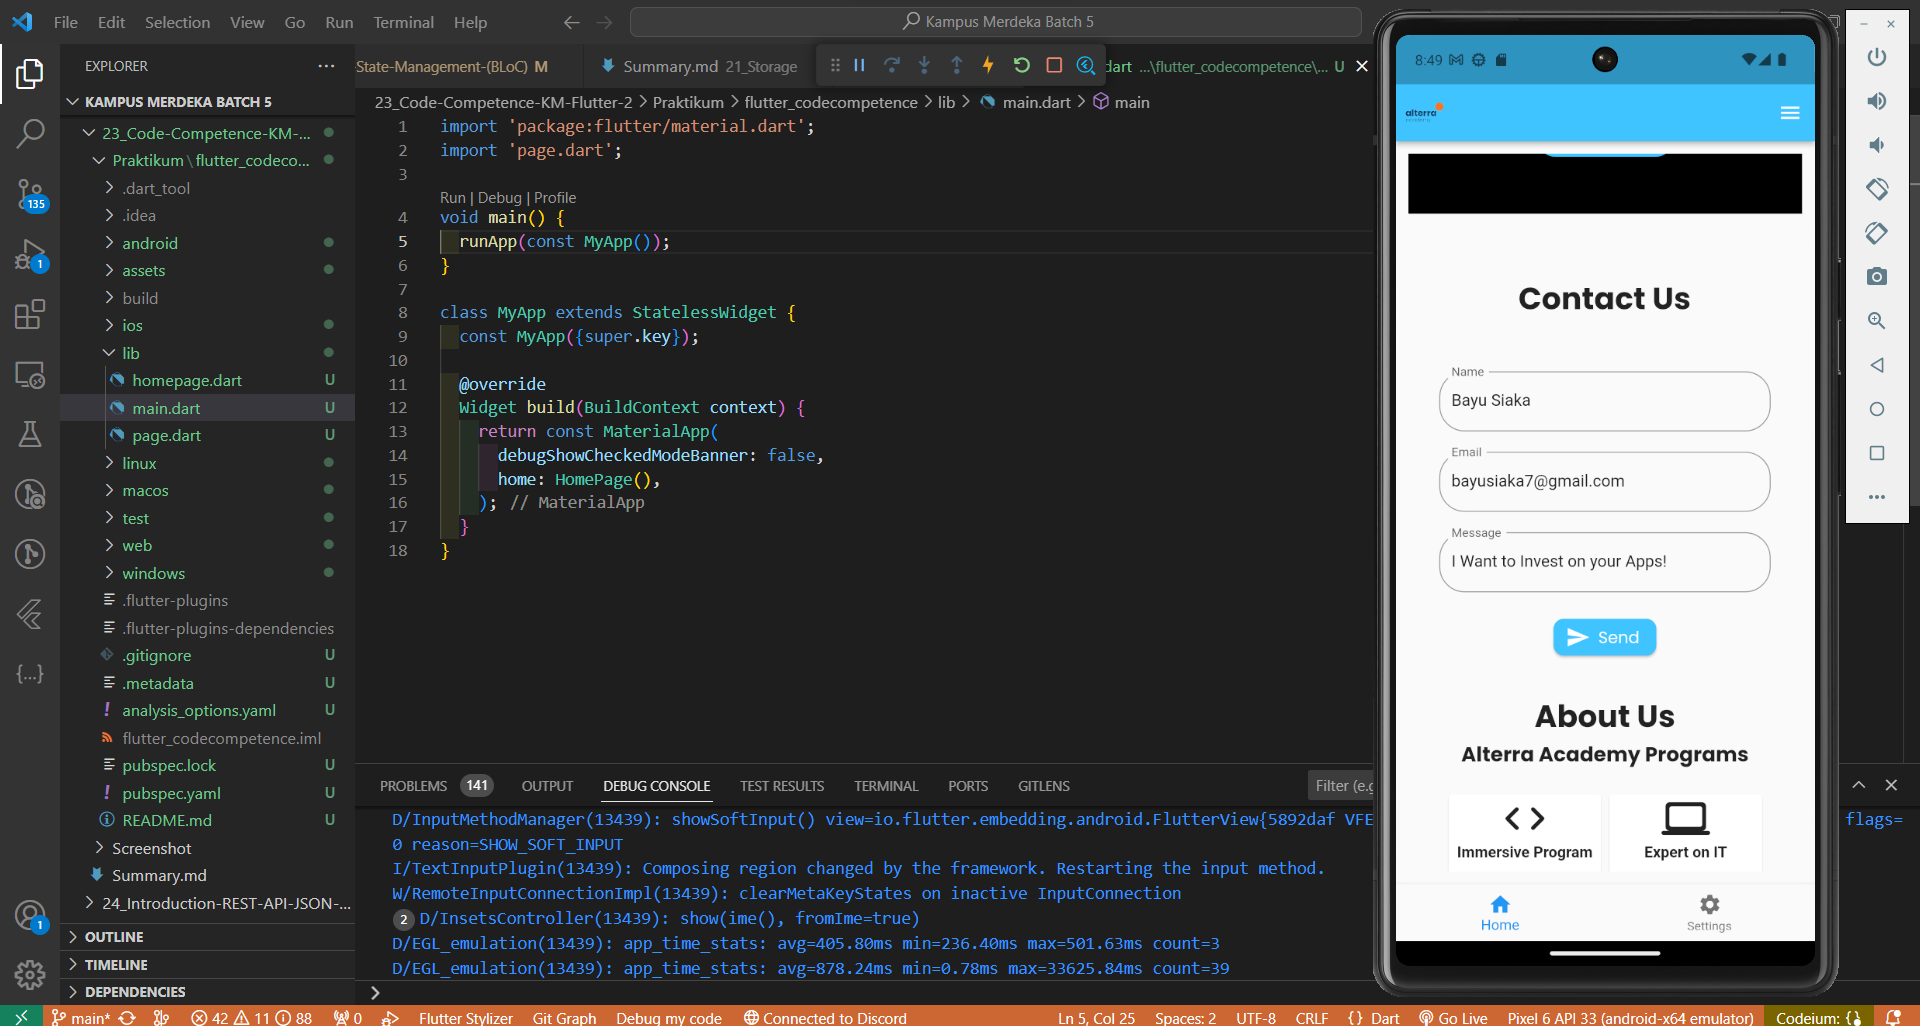 File Edit Selection View Go Run Terminal Help
Kampus Merdeka Batch 5
EXPLORER
KAMPUS MERDEKA BATCH 5
23_Code-Competence-KM-...
Praktikum\flutter_codeco...
.dart_tool
.idea
android
assets
build
ios
lib
homepage.dart U
main.dart U
page.dart U
linux
macos
test
web
windows
.flutter-plugins
.flutter-plugins-dependencies
.gitignore U
.metadata U
analysis_options.yaml U
flutter_codecompetence.iml
pubspec.lock U
pubspec.yaml U
README.md U
Screenshot
Summary.md
24_Introduction-REST-API-JSON-...
OUTLINE
TIMELINE
DEPENDENCIES
135
1
1
-State-Management-(BLoC) M
Summary.md 21_Storage
dart ...\flutter_codecompetence\... U
23_Code-Competence-KM-Flutter-2 > Praktikum > flutter_codecompetence > lib > main.dart > main
1 import 'package:flutter/material.dart';
2 import 'page.dart';
3
Run | Debug | Profile
4 void main() {
5 runApp(const MyApp());
6 }
7
8 class MyApp extends StatelessWidget {
9 const MyApp({super.key});
10
11 @override
12 Widget build(BuildContext context) {
13 return const MaterialApp(
14 debugShowCheckedModeBanner: false,
15 home: HomePage(),
16 ); // MaterialApp
17 }
18 }
PROBLEMS 141 OUTPUT DEBUG CONSOLE TEST RESULTS TERMINAL PORTS GITLENS
Filter (e.g
D/InputMethodManager(13439): showSoftInput() view=io.flutter.embedding.android.FlutterView{5892daf VFE
flags=
0 reason=SHOW_SOFT_INPUT
I/TextInputPlugin(13439): Composing region changed by the framework. Restarting the input method.
W/RemoteInputConnectionImpl(13439): clearMetaKeyStates on inactive InputConnection
2 D/InsetsController(13439): show(ime(), fromIme=true)
D/EGL_emulation(13439): app_time_stats: avg=405.80ms min=236.40ms max=501.63ms count=3
D/EGL_emulation(13439): app_time_stats: avg=878.24ms min=0.78ms max=33625.84ms count=39
main* 42 11 88 0 Flutter Stylizer Git Graph Debug my code Connected to Discord
Ln 5, Col 25 Spaces: 2 UTF-8 CRLF {} Dart Go Live Pixel 6 API 33 (android-x64 emulator) Codeium: {}
8:49
alterra
academy
Contact Us
Name
Bayu Siaka
Email
bayusiaka7@gmail.com
Message
I Want to Invest on your Apps!
Send
About Us
Alterra Academy Programs
Immersive Program
Expert on IT
Home
Settings